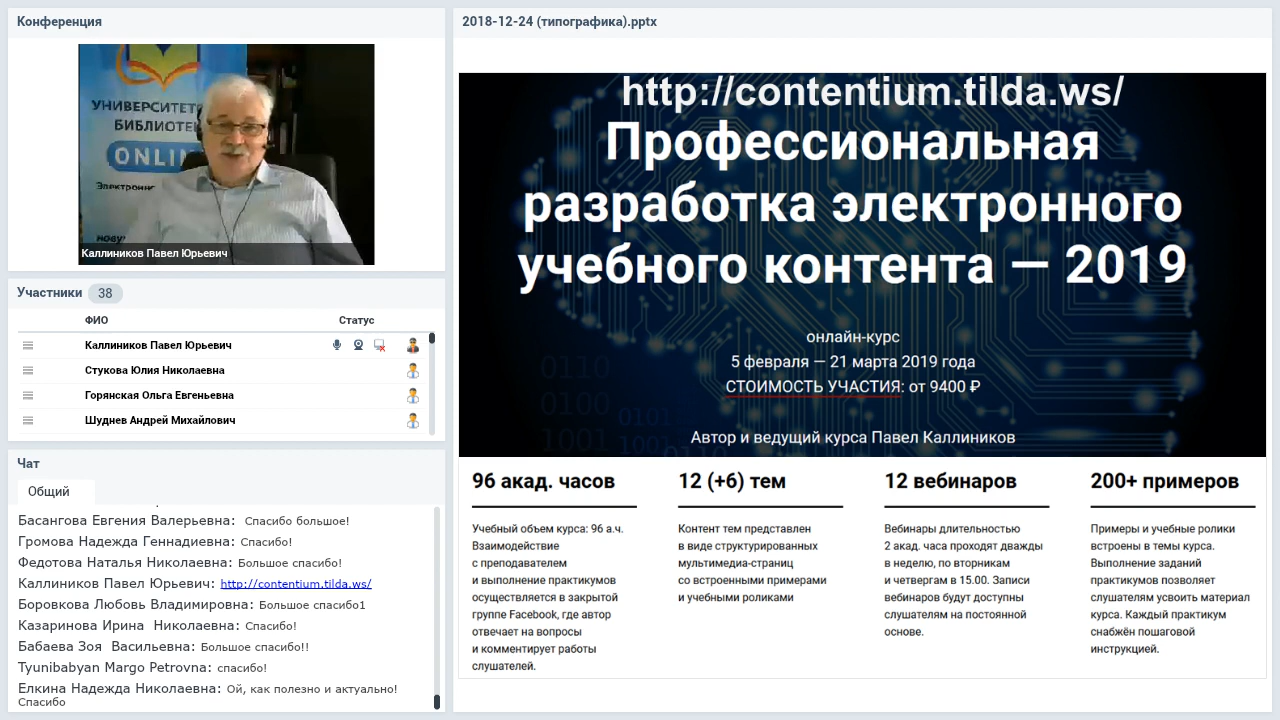 Конференция
УНИВЕРСИТЕТ
БИБЛИОТЕ
ONLIN
Электронно
нову
Каллиников Павел Юрьевич
Участники 38
ФИО Статус
Каллиников Павел Юрьевич
Стукова Юлия Николаевна
Горянская Ольга Евгеньевна
Шуднев Андрей Михайлович
Чат
Общий
Басангова Евгения Валерьевна: Спасибо большое!
Громова Надежда Геннадиевна: Спасибо!
Федотова Наталья Николаевна: Большое спасибо!
Каллиников Павел Юрьевич: http://contentium.tilda.ws/
Боровкова Любовь Владимировна: Большое спасибо1
Казаринова Ирина Николаевна: Спасибо!
Бабаева Зоя Васильевна: Большое спасибо!!
Tyunibabyan Margo Petrovna: спасибо!
Елкина Надежда Николаевна: Ой, как полезно и актуально!
Спасибо
2018-12-24 (типографика).pptx
http://contentium.tilda.ws/
Профессиональная
разработка электронного
учебного контента — 2019
онлайн-курс
5 февраля — 21 марта 2019 года
СТОИМОСТЬ УЧАСТИЯ: от 9400 ₽
Автор и ведущий курса Павел Каллиников
96 акад. часов
Учебный объем курса: 96 а.ч.
Взаимодействие
с преподавателем
и выполнение практикумов
осуществляется в закрытой
группе Facebook, где автор
отвечает на вопросы
и комментирует работы
слушателей.
12 (+6) тем
Контент тем представлен
в виде структурированных
мультимедиа-страниц
со встроенными примерами
и учебными роликами
12 вебинаров
Вебинары длительностью
2 акад. часа проходят дважды
в неделю, по вторникам
и четвергам в 15.00. Записи
вебинаров будут доступны
слушателям на постоянной
основе.
200+ примеров
Примеры и учебные ролики
встроены в темы курса.
Выполнение заданий
практикумов позволяет
слушателям усвоить материал
курса. Каждый практикум
снабжён пошаговой
инструкцией.